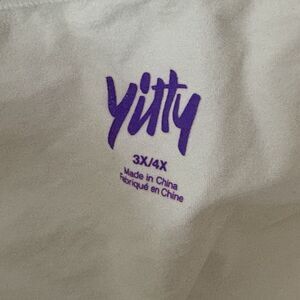 Yitty
3X/4X
Made in China
Fabriqué en Chine